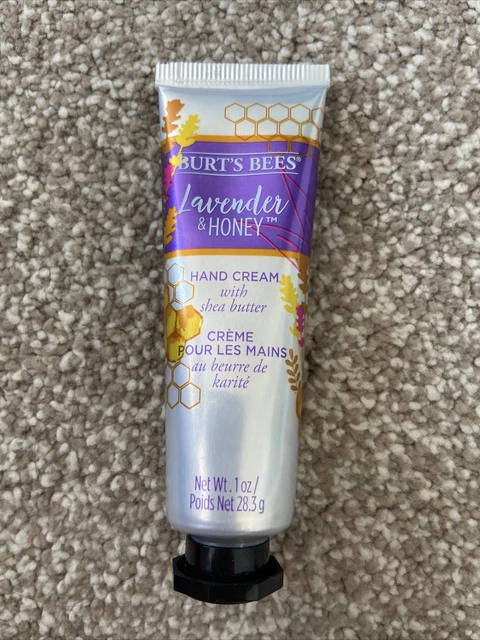 BURT'S BEES®
Lavender
& HONEY™
HAND CREAM
with
shea butter
CRÈME
POUR LES MAINS
au beurre de
karité
Net Wt. 1 oz /
Poids Net 28.3 g